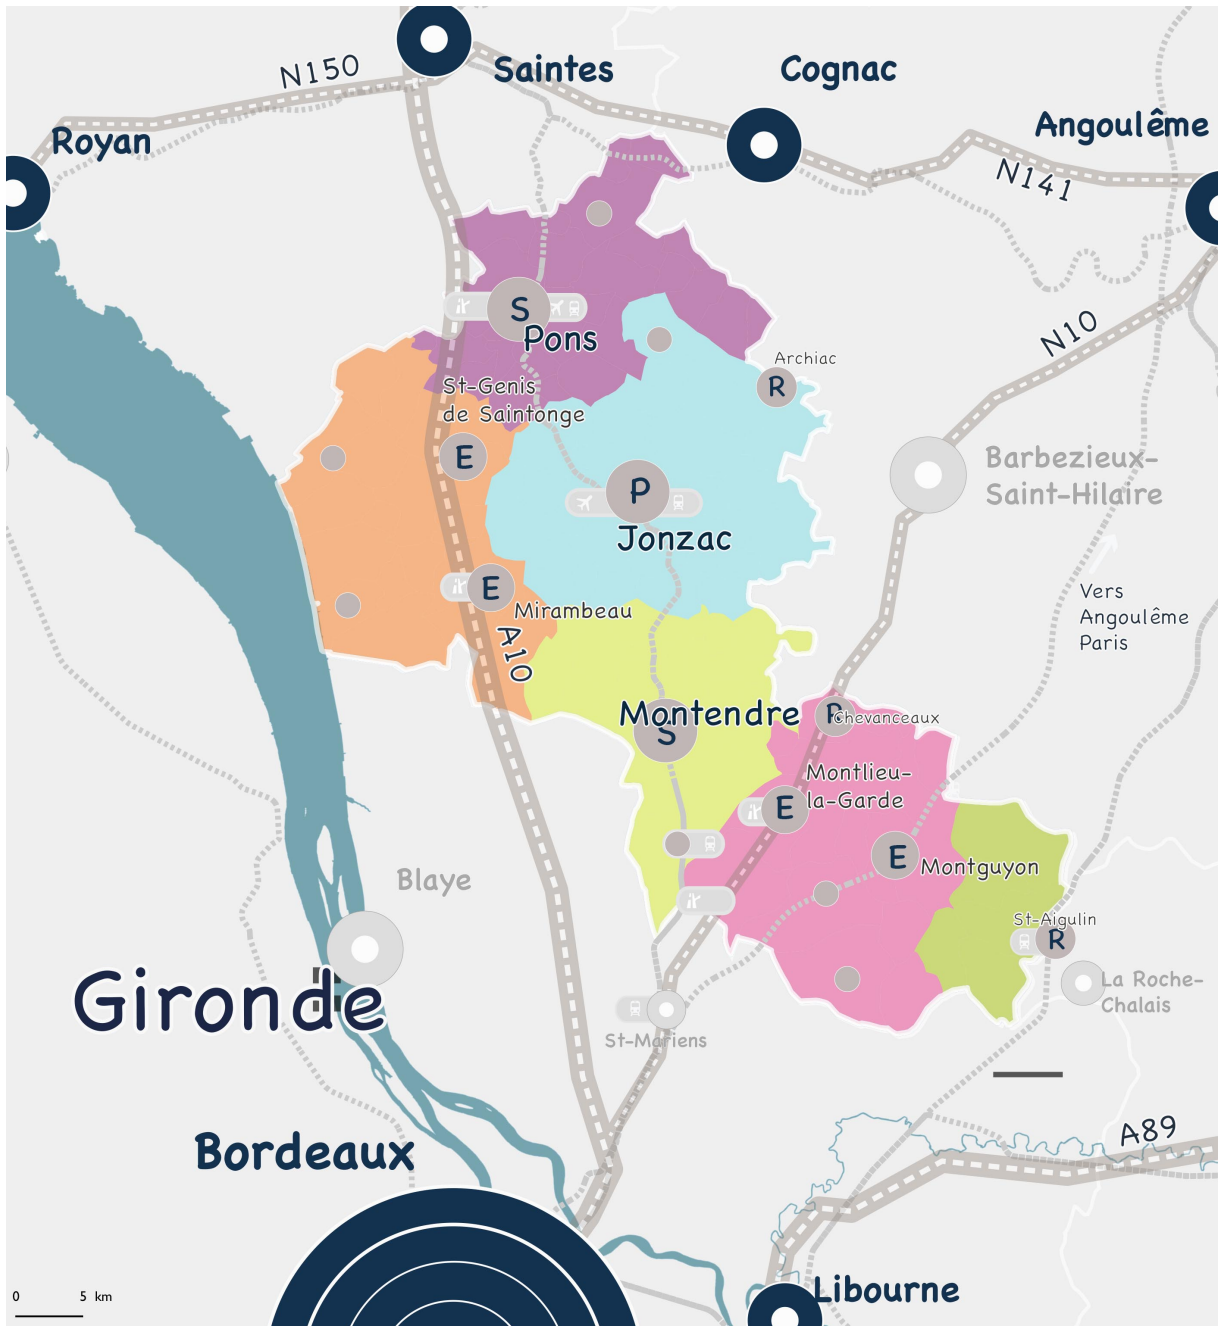 N150
Saintes
Cognac
Royan
Angoulême
N141
N10
S
Pons
Archiac
R
St-Genis
de Saintonge
E
P
Jonzac
Barbezieux-
Saint-Hilaire
E
Mirambeau
A10
Vers
Angoulême
Paris
Montendre
S
R
Chevanceaux
Montlieu-
la-Garde
E
E
Montguyon
St-Aigulin
R
Blaye
La Roche-
Chalais
Gironde
St-Mariens
Bordeaux
A89
Libourne
0 5 km